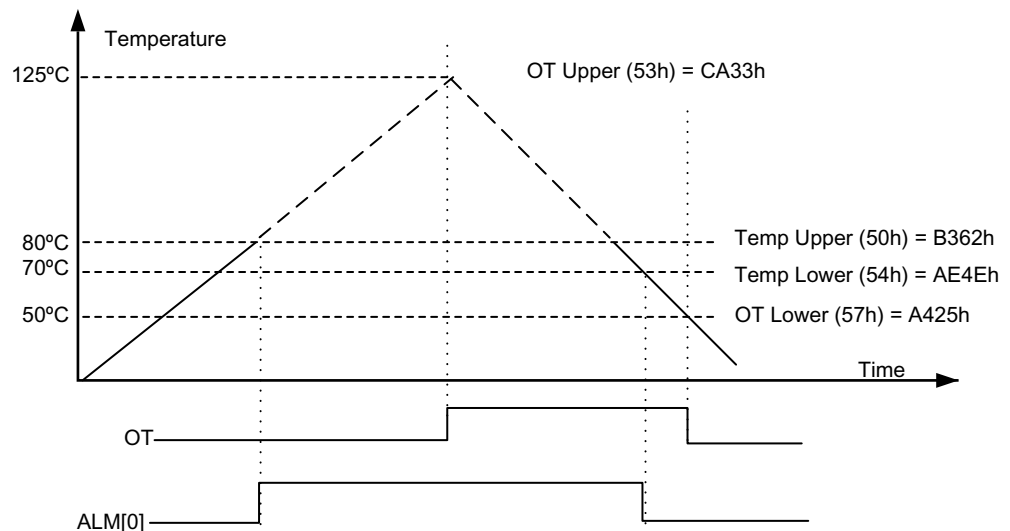 Temperature
125ºC
OT Upper (53h) = CA33h
80ºC
Temp Upper (50h) = B362h
70ºC
Temp Lower (54h) = AE4Eh
50ºC
OT Lower (57h) = A425h
Time
OT
ALM[0]